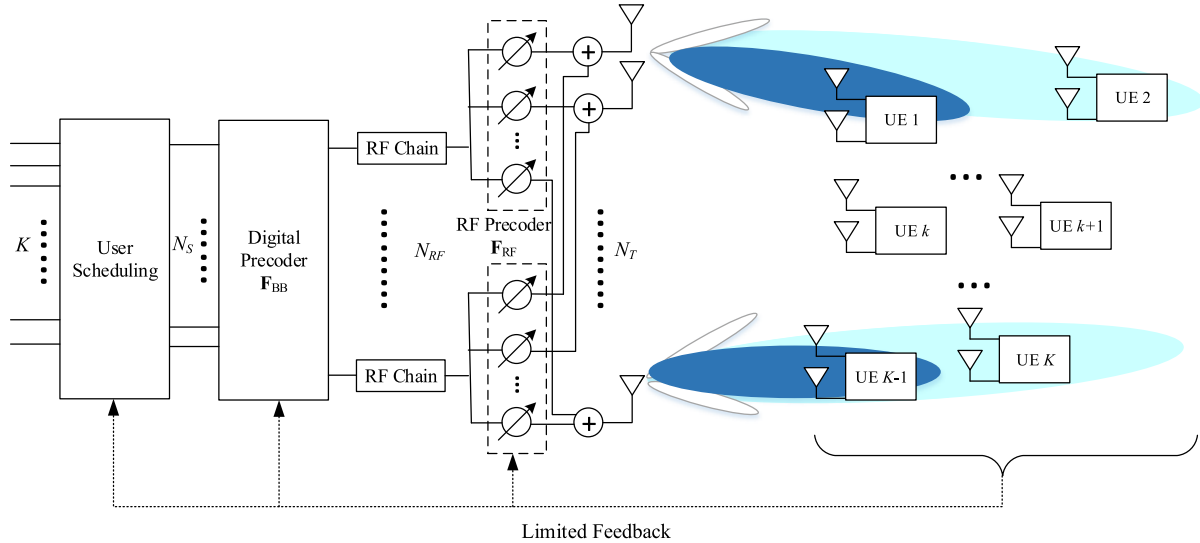 K
User
Scheduling
N_S
Digital
Precoder
F_BB
RF Chain
RF Chain
N_RF
RF Precoder
F_RF
N_T
UE 1
UE 2
UE k
UE k+1
UE K-1
UE K
Limited Feedback